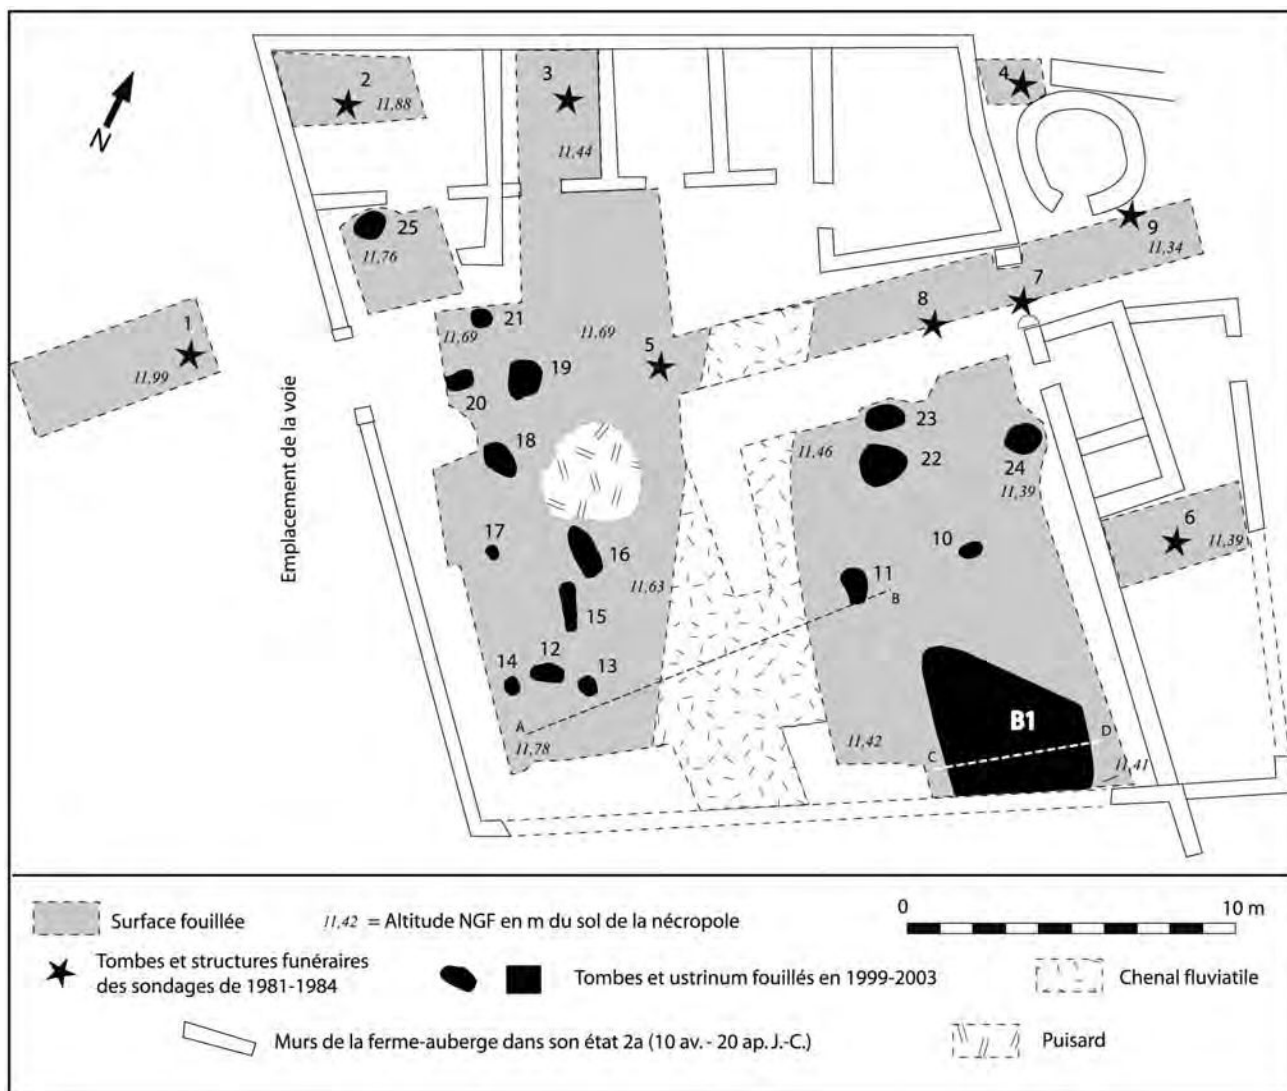 2
11,88
3
11,44
4
N
25
11,76
9
11,34
7
8
1
11,99
21
11,69
11,69
5
19
20
Emplacement de la voie
18
23
11,46
22
24
11,39
17
16
11,63
10
11
B
6
11,39
15
14
12
13
A
11,78
B1
11,42
C
D
11,41
Surface fouillée
11,42 = Altitude NGF en m du sol de la nécropole
0
10 m
Tombes et structures funéraires
des sondages de 1981-1984
Tombes et ustrinum fouillés en 1999-2003
Chenal fluviatile
Murs de la ferme-auberge dans son état 2a (10 av. - 20 ap. J.-C.)
Puisard